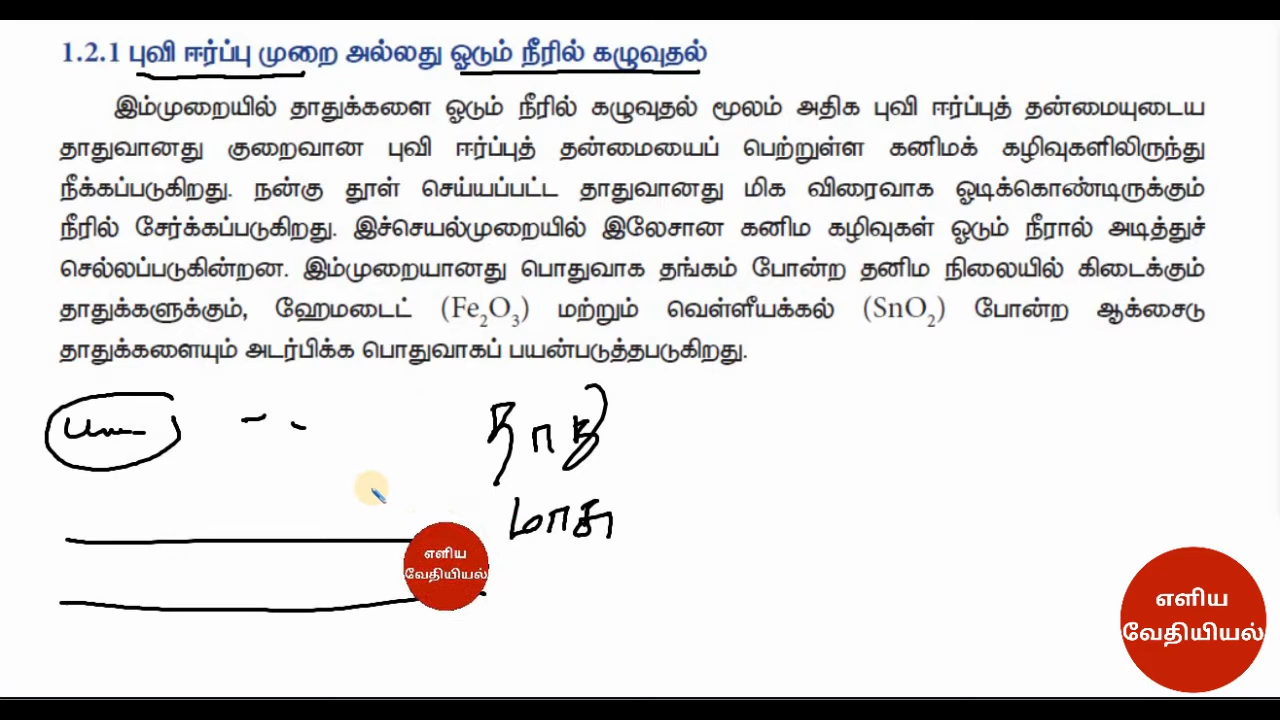 1.2.1 புவி ஈர்ப்பு முறை அல்லது ஓடும் நீரில் கழுவுதல்
இம்முறையில் தாதுக்களை ஓடும் நீரில் கழுவுதல் மூலம் அதிக புவி ஈர்ப்புத் தன்மையுடைய
தாதுவானது குறைவான புவி ஈர்ப்புத் தன்மையைப் பெற்றுள்ள கனிமக் கழிவுகளிலிருந்து
நீக்கப்படுகிறது. நன்கு தூள் செய்யப்பட்ட தாதுவானது மிக விரைவாக ஓடிக்கொண்டிருக்கும்
நீரில் சேர்க்கப்படுகிறது. இச்செயல்முறையில் இலேசான கனிம கழிவுகள் ஓடும் நீரால் அடித்துச்
செல்லப்படுகின்றன. இம்முறையானது பொதுவாக தங்கம் போன்ற தனிம நிலையில் கிடைக்கும்
தாதுக்களுக்கும், ஹேமடைட் (Fe₂O₃) மற்றும் வெள்ளீயக்கல் (SnO₂) போன்ற ஆக்சைடு
தாதுக்களையும் அடர்பிக்க பொதுவாகப் பயன்படுத்தபடுகிறது.
மாசு
எளிய
வேதியியல்
எளிய
வேதியியல்